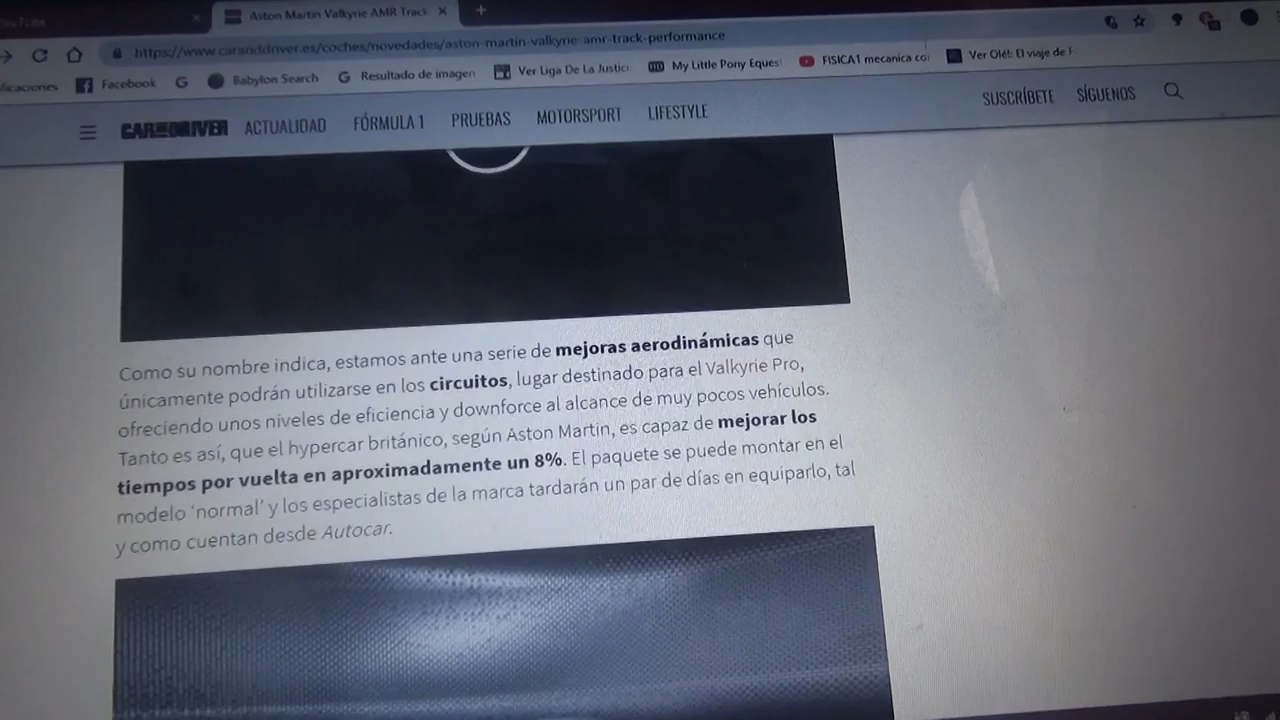 Aston Martin Valkyrie AMR Track
https://www.caranddriver.es/coches/novedades/aston-martin-valkyrie-amr-track-performance
Facebook
Babylon Search
Resultado de imagen
Ver Liga De La Justici
My Little Pony Equest
FISICA1 mecanica co
Ver Olé!: El viaje de F
CAR AND DRIVER ACTUALIDAD FÓRMULA 1 PRUEBAS MOTORSPORT LIFESTYLE SUSCRÍBETE SÍGUENOS
Como su nombre indica, estamos ante una serie de mejoras aerodinámicas que
únicamente podrán utilizarse en los circuitos, lugar destinado para el Valkyrie Pro,
ofreciendo unos niveles de eficiencia y downforce al alcance de muy pocos vehículos.
Tanto es así, que el hypercar británico, según Aston Martin, es capaz de mejorar los
tiempos por vuelta en aproximadamente un 8%. El paquete se puede montar en el
modelo ‘normal’ y los especialistas de la marca tardarán un par de días en equiparlo, tal
y como cuentan desde Autocar.